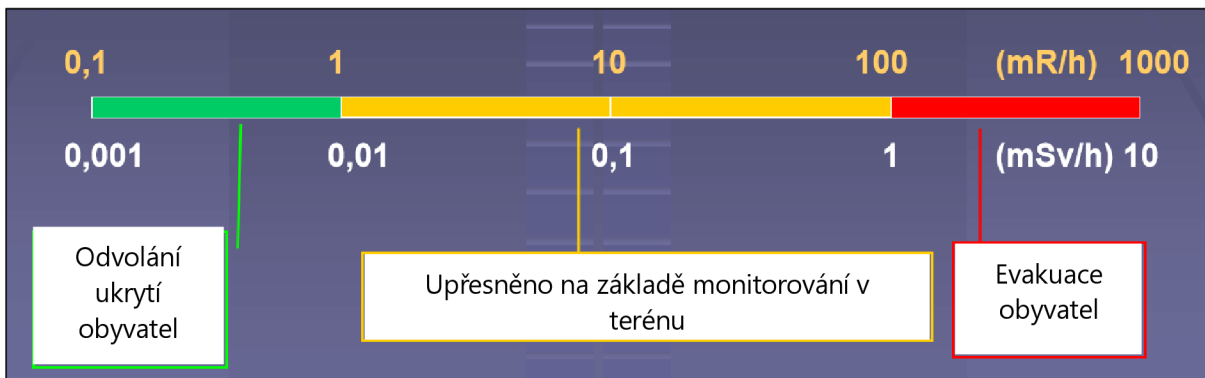 0,1 1 10 100 (mR/h) 1000
0,001 0,01 0,1 1 (mSv/h) 10
Odvolání
ukrytí
obyvatel
Upřesněno na základě monitorování v
terénu
Evakuace
obyvatel